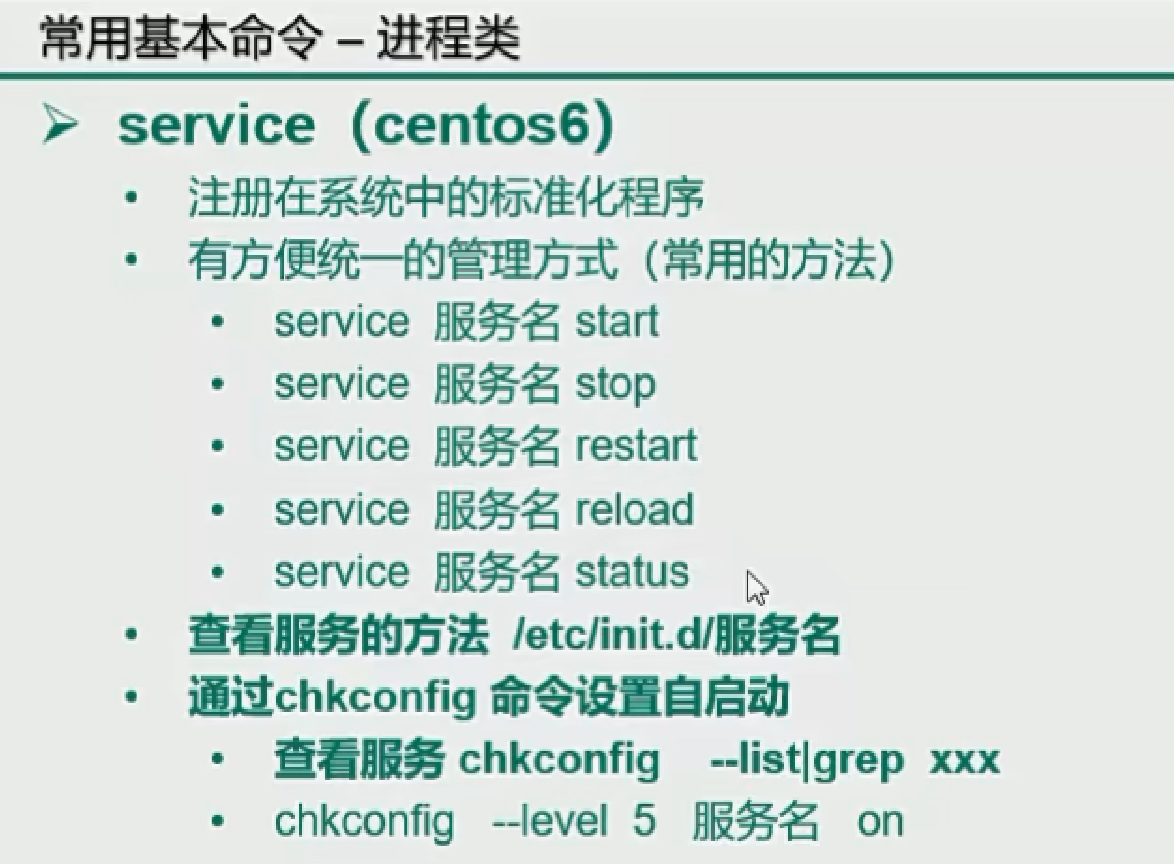 常用基本命令 – 进程类
service（centos6）
注册在系统中的标准化程序
有方便统一的管理方式（常用的方法）
service 服务名 start
service 服务名 stop
service 服务名 restart
service 服务名 reload
service 服务名 status
查看服务的方法 /etc/init.d/服务名
通过chkconfig 命令设置自启动
查看服务 chkconfig --list|grep xxx
chkconfig --level 5 服务名 on